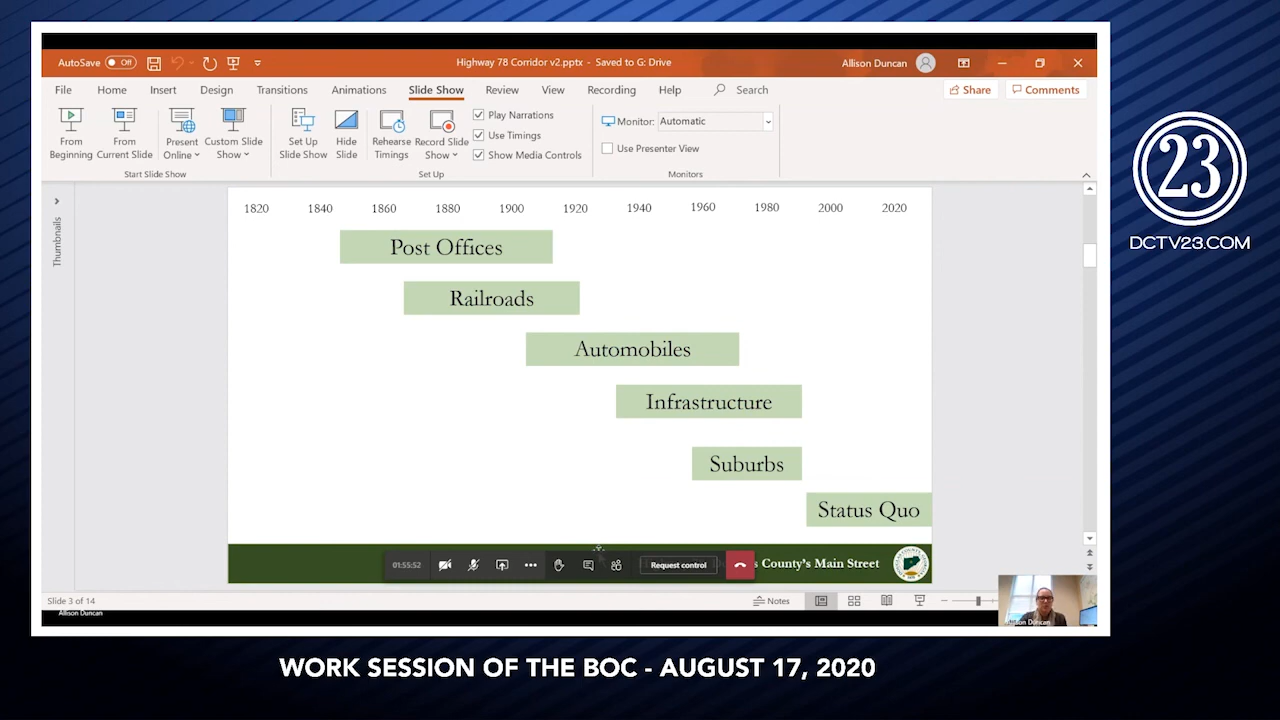 AutoSave Off
Highway 78 Corridor v2.pptx - Saved to G: Drive
Allison Duncan
File Home Insert Design Transitions Animations Slide Show Review View Recording Help Search
Share Comments
From Beginning
From Current Slide
Present Online
Custom Slide Show
Start Slide Show
Set Up Slide Show
Hide Slide
Rehearse Timings
Record Slide Show
Play Narrations
Use Timings
Show Media Controls
Set Up
Monitor: Automatic
Use Presenter View
Monitors
Thumbnails
1820 1840 1860 1880 1900 1920 1940 1960 1980 2000 2020
Post Offices
Railroads
Automobiles
Infrastructure
Suburbs
Status Quo
01:55:52
Request control
s County's Main Street
Slide 3 of 14
Notes
Allison Duncan
Allison Duncan
23
DCTV23.COM
WORK SESSION OF THE BOC - AUGUST 17, 2020